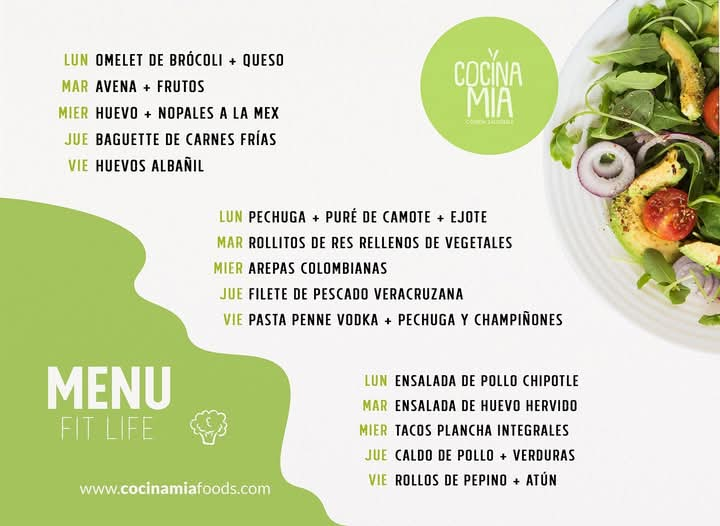 LUN OMELET DE BRÓCOLI + QUESO
MAR AVENA + FRUTOS
MIER HUEVO + NOPALES A LA MEX
JUE BAGUETTE DE CARNES FRÍAS
VIE HUEVOS ALBAÑIL
COCINA
MIA
COMIDA SALUDABLE
LUN PECHUGA + PURÉ DE CAMOTE + EJOTE
MAR ROLLITOS DE RES RELLENOS DE VEGETALES
MIER AREPAS COLOMBIANAS
JUE FILETE DE PESCADO VERACRUZANA
VIE PASTA PENNE VODKA + PECHUGA Y CHAMPIÑONES
LUN ENSALADA DE POLLO CHIPOTLE
MAR ENSALADA DE HUEVO HERVIDO
MIER TACOS PLANCHA INTEGRALES
JUE CALDO DE POLLO + VERDURAS
VIE ROLLOS DE PEPINO + ATÚN
MENU
FIT LIFE
www.cocinamiafoods.com